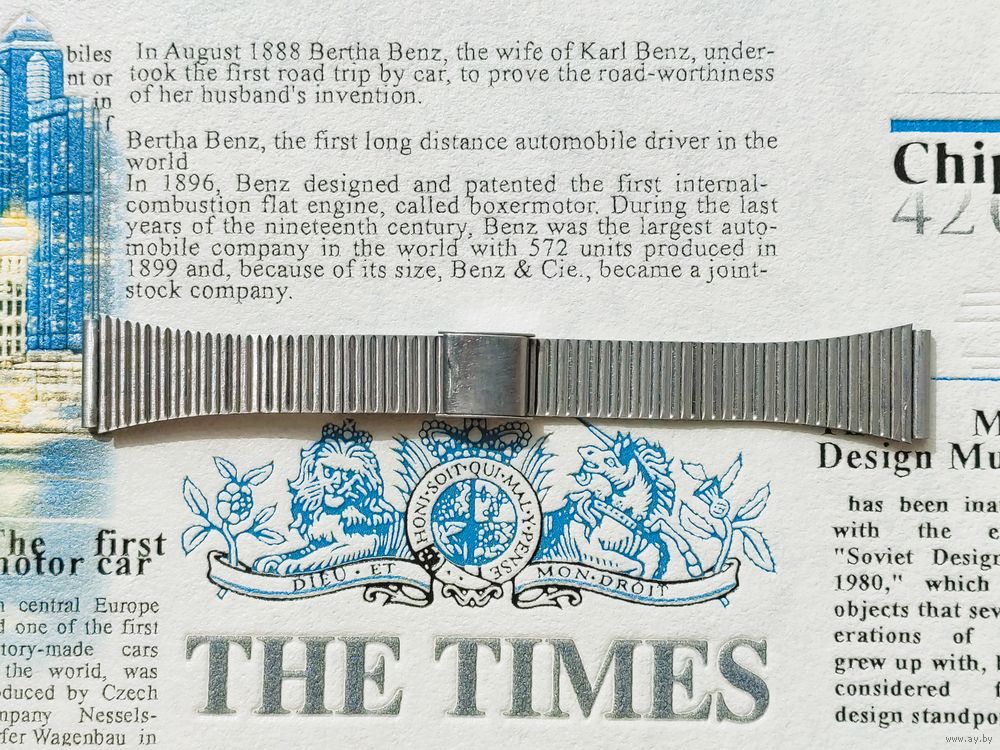 biles
nt or
in
f
In August 1888 Bertha Benz, the wife of Karl Benz, under-
took the first road trip by car, to prove the road-worthiness
of her husband's invention.
Bertha Benz, the first long distance automobile driver in the
world
In 1896, Benz designed and patented the first internal-
combustion flat engine, called boxermotor. During the last
years of the nineteenth century, Benz was the largest auto-
mobile company in the world with 572 units produced in
1899 and, because of its size, Benz & Cie., became a joint-
stock company.
Chip
420
HONI·SOIT·QUI·MAL·Y·PENSE
DIEU·ET MON·DROIT
THE TIMES
The first
motor car
central Europe
one of the first
tory-made cars
the world, was
oduced by Czech
mpany Nessels-
fer Wagenbau in
M
Design Mu
has been ina
with the e
"Soviet Design
1980," which
objects that sev
erations of
grew up with,
considered f
design standpo
www.ay.by